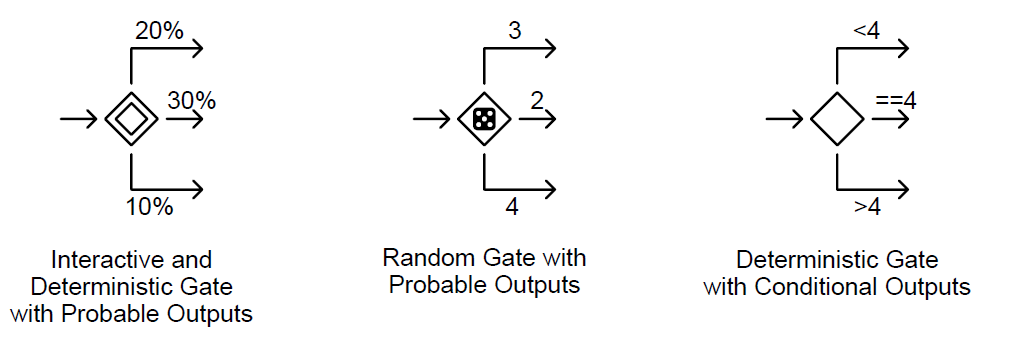 20%
30%
10%
Interactive and
Deterministic Gate
with Probable Outputs
3
2
4
Random Gate with
Probable Outputs
<4
==4
>4
Deterministic Gate
with Conditional Outputs